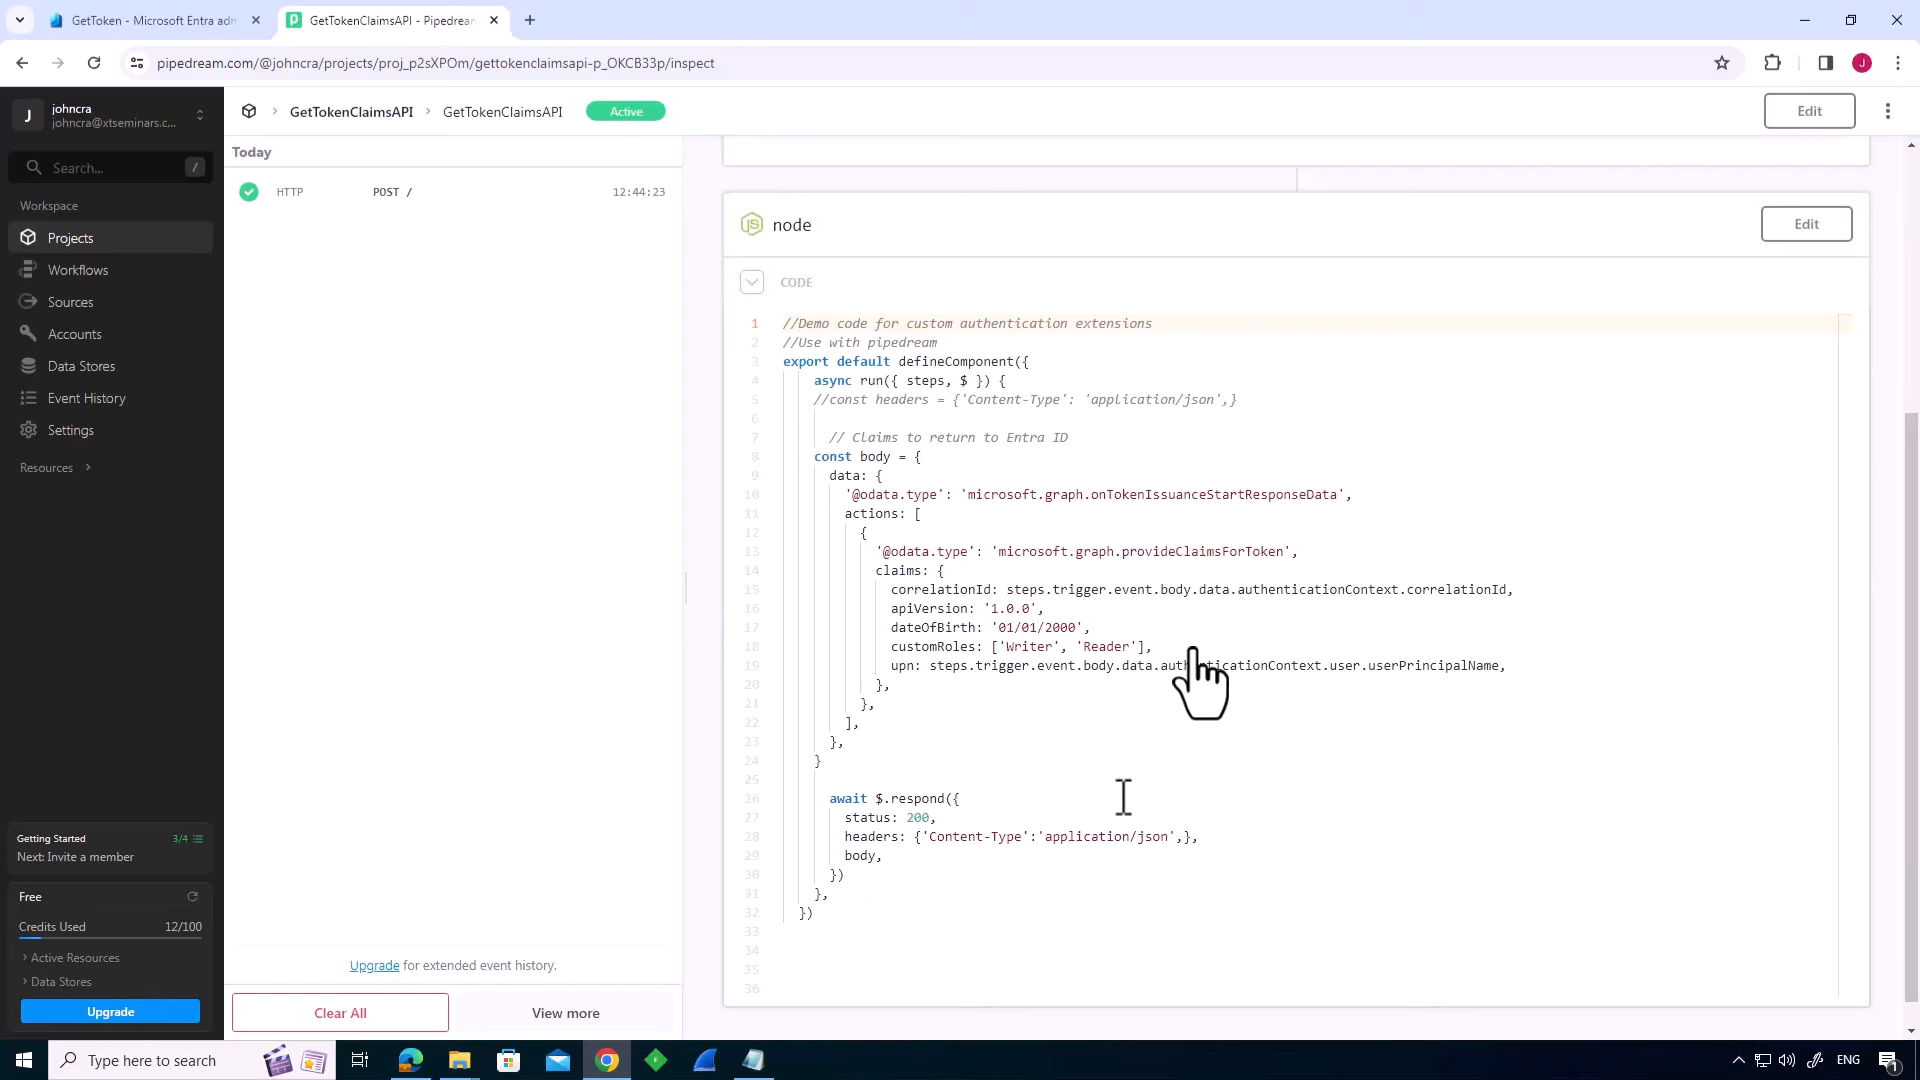 GetToken - Microsoft Entra adm
GetTokenClaimsAPI - Pipedream
pipedream.com/@johncra/projects/proj_p2sXPOm/gettokenclaimsapi-p_OKCB33p/inspect
J
J
johncra
johncra@xtseminars.c...
GetTokenClaimsAPI
GetTokenClaimsAPI
Active
Edit
Search...
/
Workspace
Projects
Workflows
Sources
Accounts
Data Stores
Event History
Settings
Resources
Getting Started
3/4
Next: Invite a member
Free
Credits Used
12/100
Active Resources
Data Stores
Upgrade
Today
HTTP
POST /
12:44:23
Upgrade for extended event history.
Clear All
View more
JS
node
Edit
CODE
1 //Demo code for custom authentication extensions
2 //Use with pipedream
3 export default defineComponent({
4 async run({ steps, $ }) {
5 //const headers = {'Content-Type': 'application/json',}
6
7 // Claims to return to Entra ID
8 const body = {
9 data: {
10 '@odata.type': 'microsoft.graph.onTokenIssuanceStartResponseData',
11 actions: [
12 {
13 '@odata.type': 'microsoft.graph.provideClaimsForToken',
14 claims: {
15 correlationId: steps.trigger.event.body.data.authenticationContext.correlationId,
16 apiVersion: '1.0.0',
17 dateOfBirth: '01/01/2000',
18 customRoles: ['Writer', 'Reader'],
19 upn: steps.trigger.event.body.data.authenticationContext.user.userPrincipalName,
20 },
21 },
22 ],
23 },
24 }
25
26 await $.respond({
27 status: 200,
28 headers: {'Content-Type':'application/json',},
29 body,
30 })
31 },
32 })
33
34
35
36
Type here to search
ENG
1